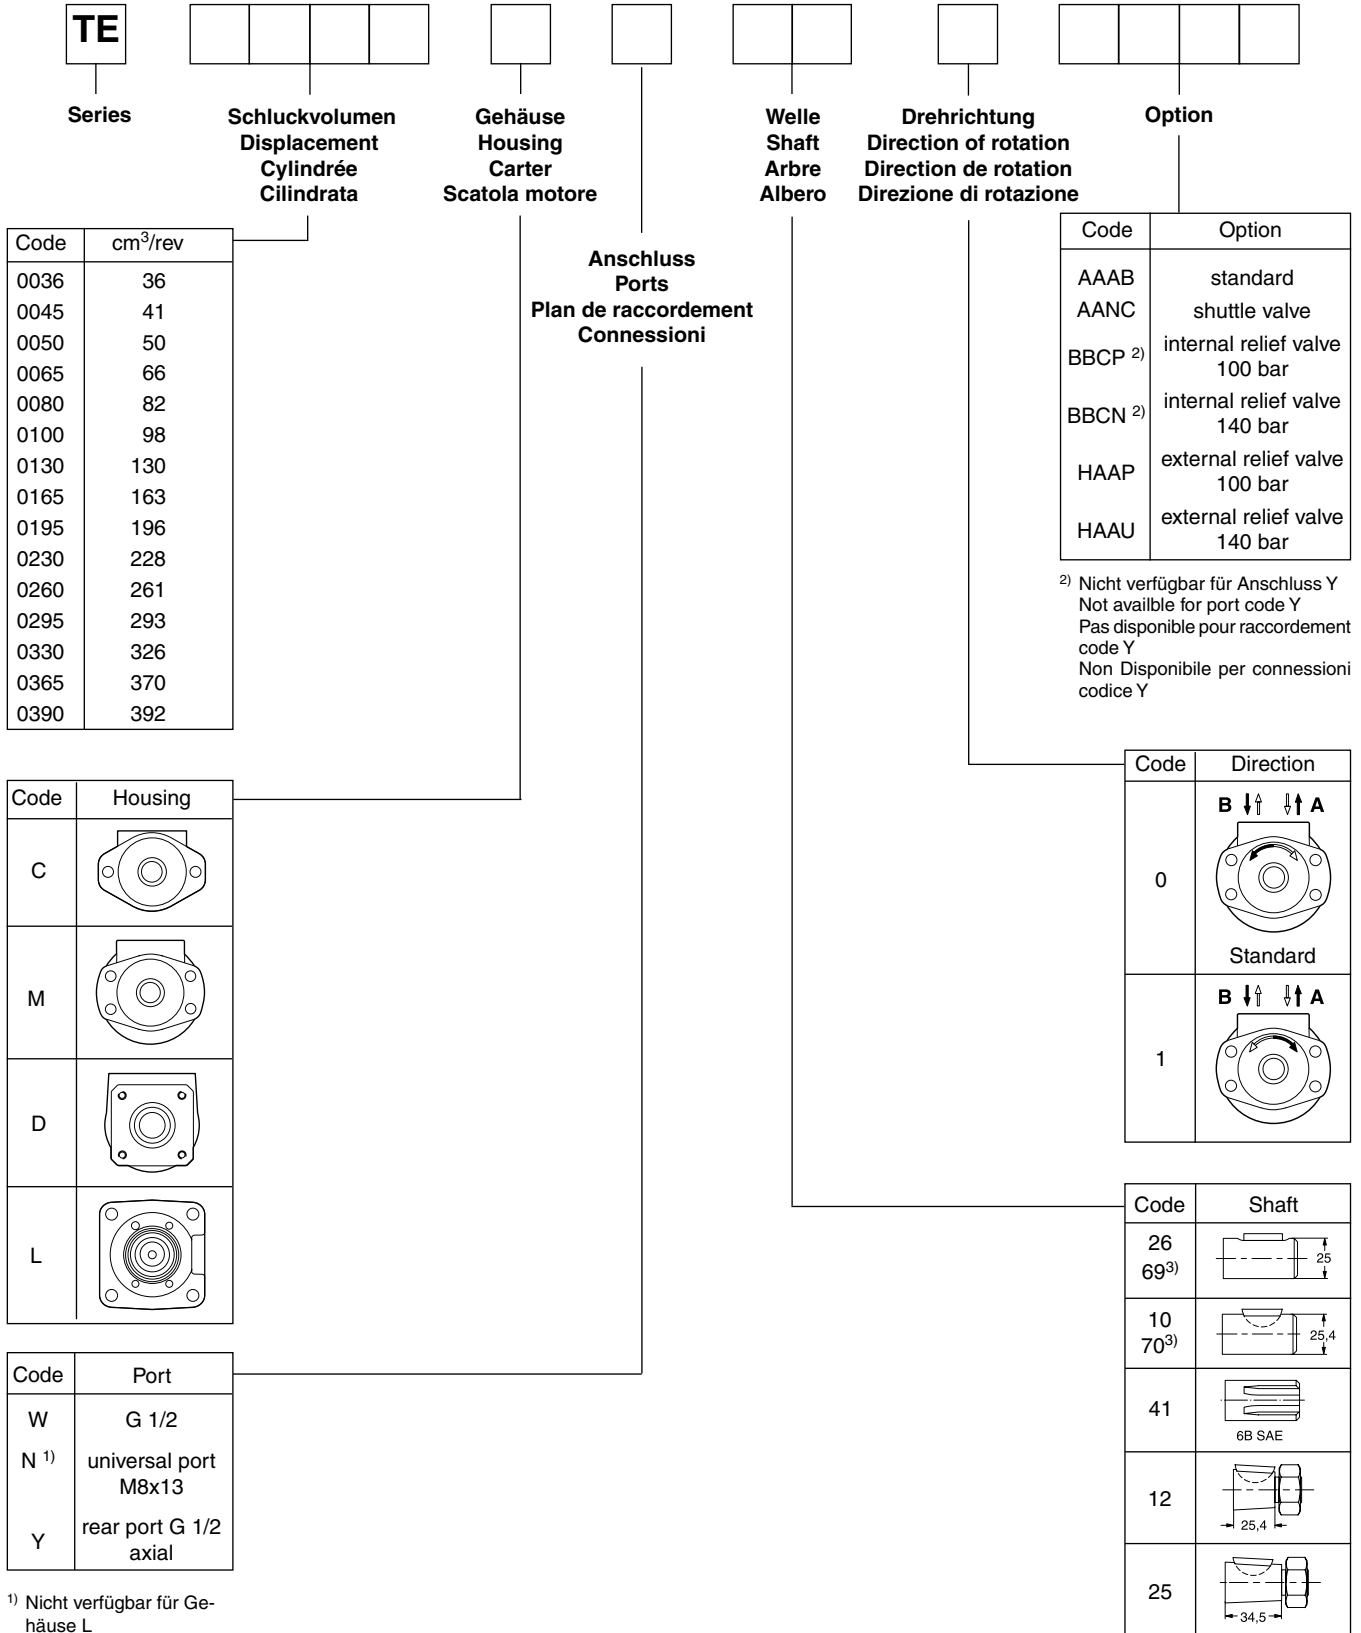 TE
Series
Schluckvolumen
Displacement
Cylindrée
Cilindrata
Gehäuse
Housing
Carter
Scatola motore
Anschluss
Ports
Plan de raccordement
Connessioni
Welle
Shaft
Arbre
Albero
Drehrichtung
Direction of rotation
Direction de rotation
Direzione di rotazione
Option
Code cm³/rev
0036 36
0045 41
0050 50
0065 66
0080 82
0100 98
0130 130
0165 163
0195 196
0230 228
0260 261
0295 293
0330 326
0365 370
0390 392
Code Housing
C
M
D
L
Code Port
W G 1/2
N 1) universal port
M8x13
Y rear port G 1/2
axial
1) Nicht verfügbar für Ge-
häuse L
Code Option
AAAB standard
AANC shuttle valve
BBCP 2) internal relief valve
100 bar
BBCN 2) internal relief valve
140 bar
HAAP external relief valve
100 bar
HAAU external relief valve
140 bar
2) Nicht verfügbar für Anschluss Y
Not availble for port code Y
Pas disponible pour raccordement
code Y
Non Disponibile per connessioni
codice Y
Code Direction
B A
0
Standard
B A
1
Code Shaft
26
69 3)
25
10
70 3)
25,4
41
6B SAE
12
25,4
25
34,5